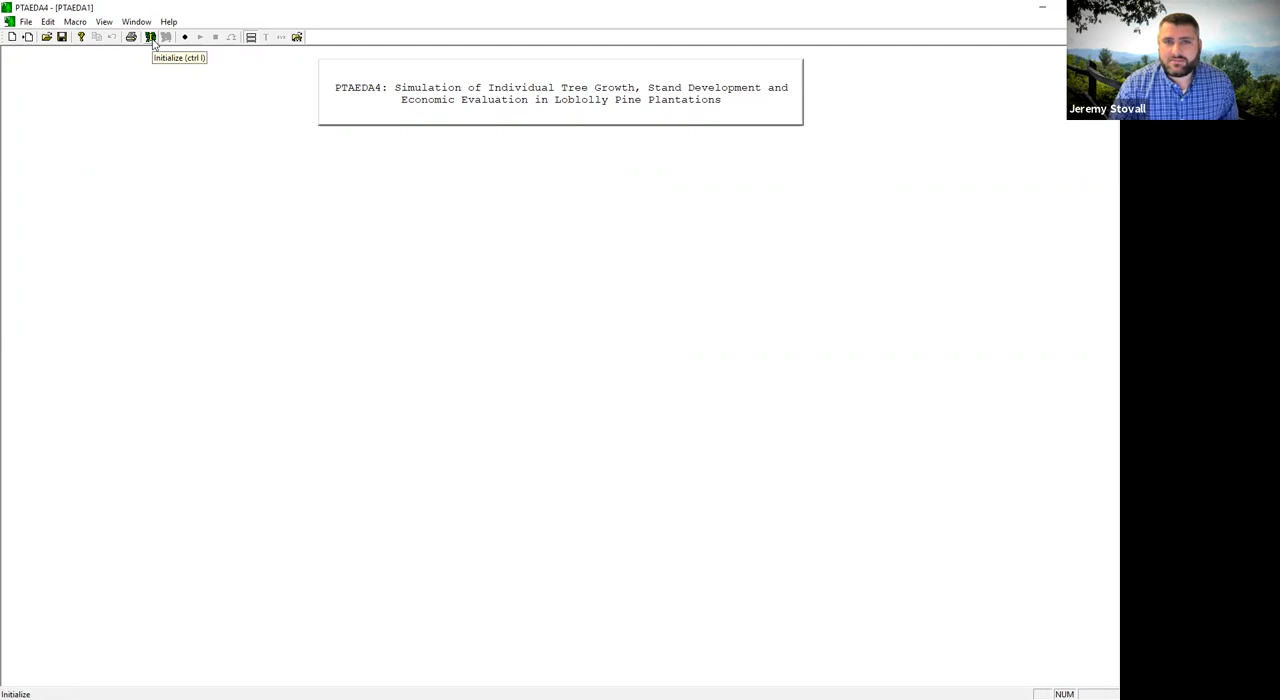 PTAEDA4 - [PTAEDA1]
File Edit Macro View Window Help
Initialize (ctrl I)
PTAEDA4: Simulation of Individual Tree Growth, Stand Development and
Economic Evaluation in Loblolly Pine Plantations
Jeremy Stovall
Initialize
NUM